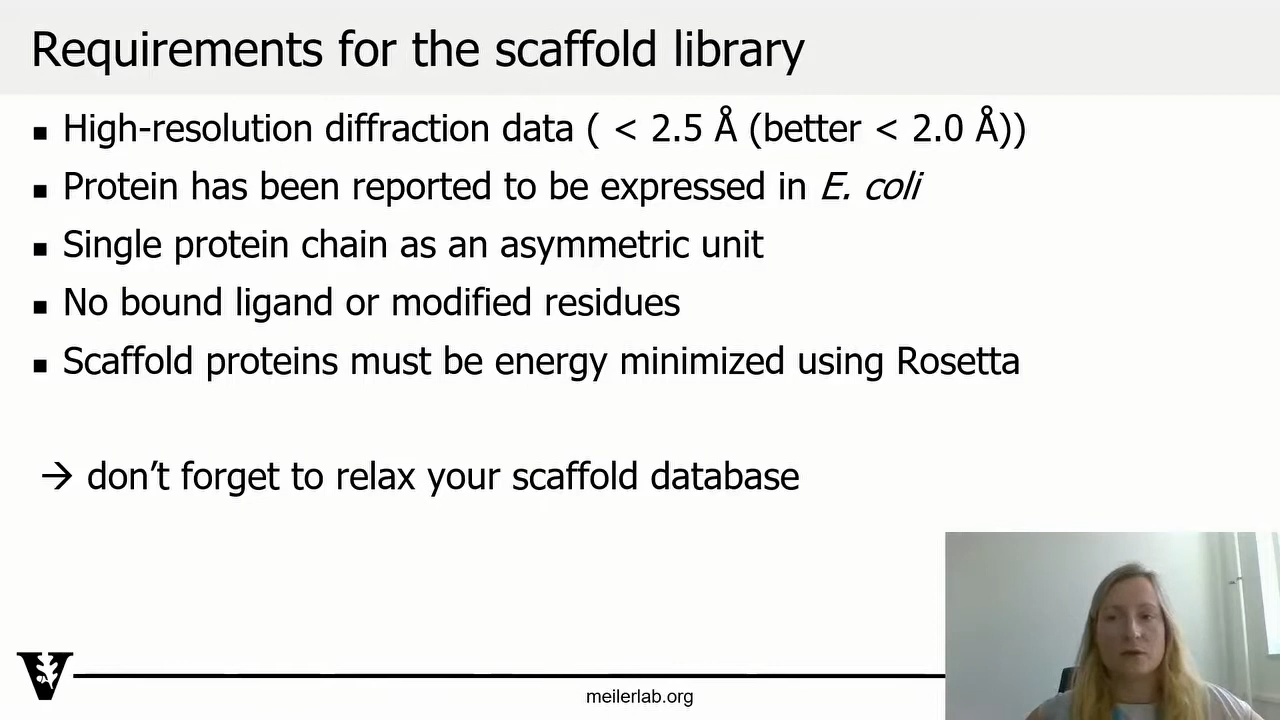 Requirements for the scaffold library
▪ High-resolution diffraction data ( < 2.5 Å (better < 2.0 Å))
▪ Protein has been reported to be expressed in E. coli
▪ Single protein chain as an asymmetric unit
▪ No bound ligand or modified residues
▪ Scaffold proteins must be energy minimized using Rosetta
→ don’t forget to relax your scaffold database
V
meilerlab.org